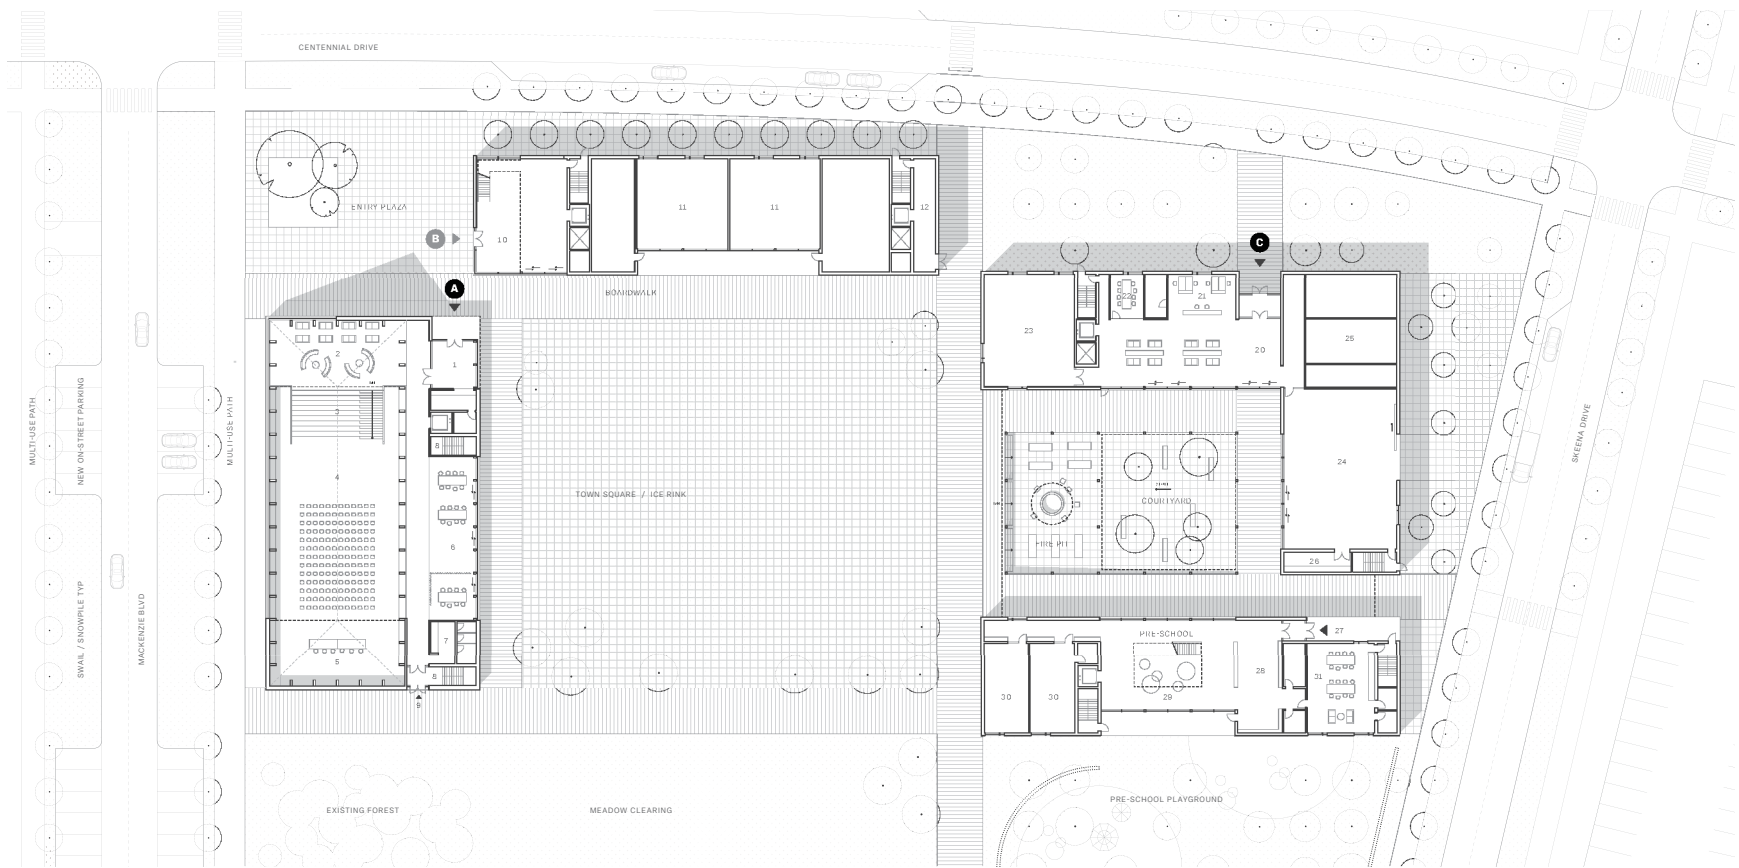 CENTENNIAL DRIVE
ENTRY PLAZA
11
11
12
B
10
C
A
BOARDWALK
22
21
23
20
25
1
2
3
8
4
6
7
5
8
9
TOWN SQUARE / ICE RINK
24
COURTYARD
FIRE PIT
26
PRE-SCHOOL
27
28
29
30
30
31
MULTI-USE PATH
NEW ON-STREET PARKING
MULTI-USE PATH
SWAIL / SNOWPILE TYP
MACKENZIE BLVD
SKEENA DRIVE
EXISTING FOREST
MEADOW CLEARING
PRE-SCHOOL PLAYGROUND